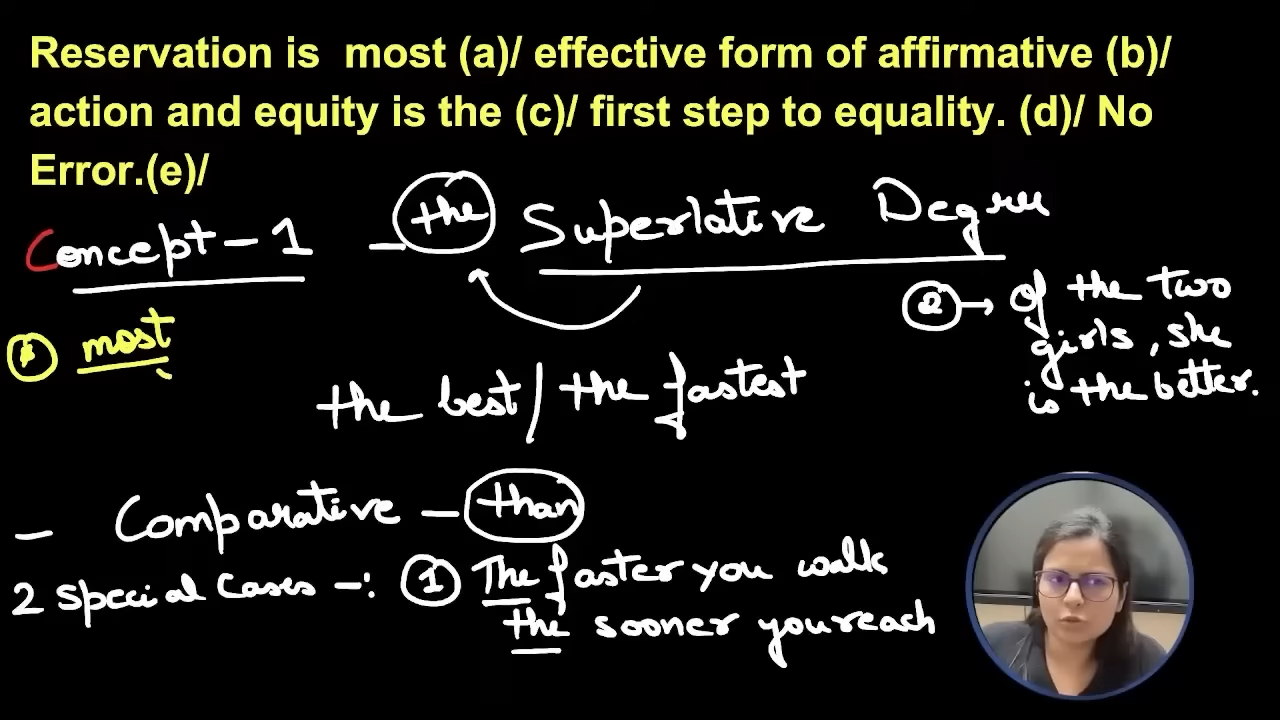 Reservation is most (a)/ effective form of affirmative (b)/
action and equity is the (c)/ first step to equality. (d)/ No
Error.(e)/
Concept-1 - the Superlative Degree
most
2 → Of the two
girls, she
is the better.
the best / the fastest
- Comparative - than
2 Special Cases -: 1 The faster you walk
the sooner you reach